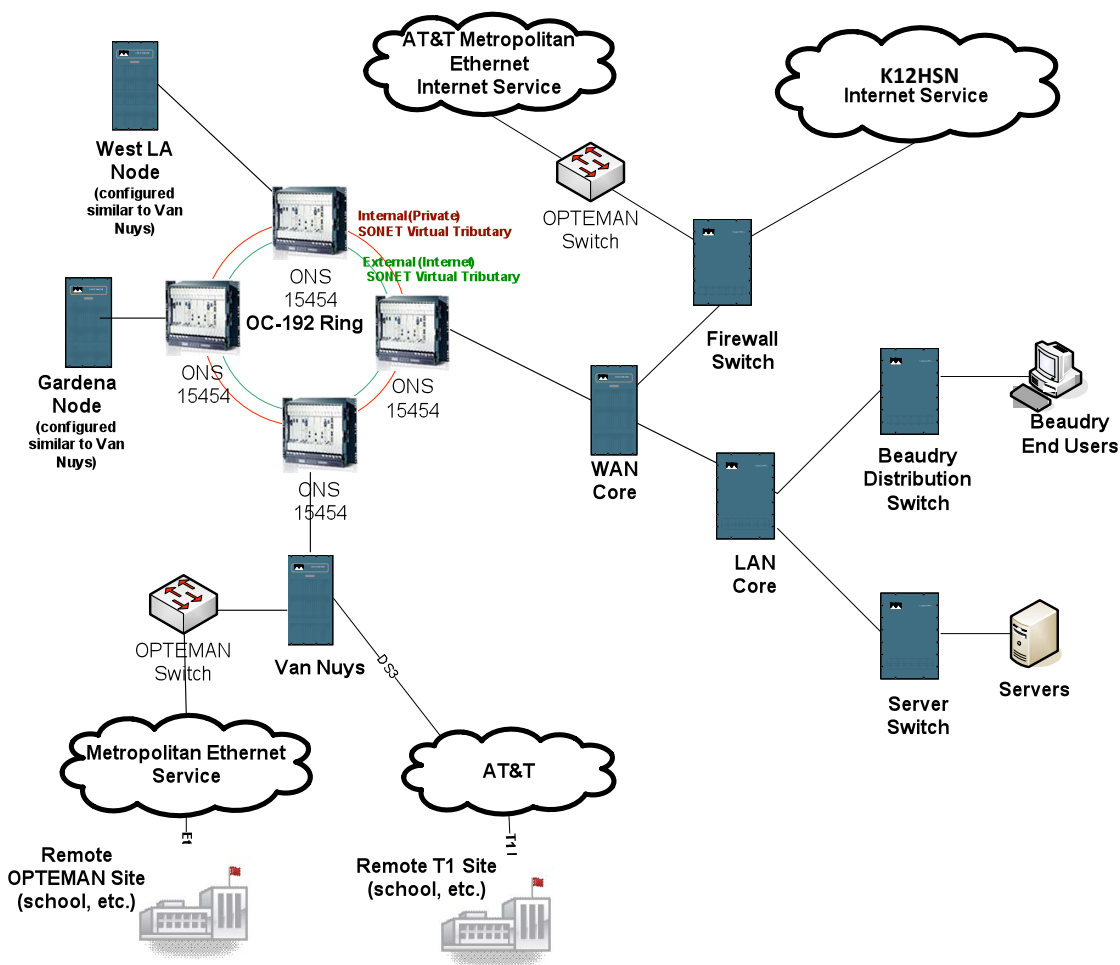 AT&T Metropolitan
Ethernet
Internet Service
K12HSN
Internet Service
West LA
Node
(configured
similar to Van
Nuys)
OPTEMAN
Switch
Internal(Private)
SONET Virtual Tributary
External(Internet)
SONET Virtual Tributary
ONS
15454
OC-192 Ring
Firewall
Switch
Gardena
Node
(configured
similar to Van
Nuys)
ONS
15454
ONS
15454
ONS
15454
WAN
Core
Beaudry
Distribution
Switch
Beaudry
End Users
LAN
Core
OPTEMAN
Switch
Van Nuys
DS3
Server
Switch
Servers
Metropolitan Ethernet
Service
AT&T
T1
Remote
OPTEMAN Site
(school, etc.)
Remote T1 Site
(school, etc.)